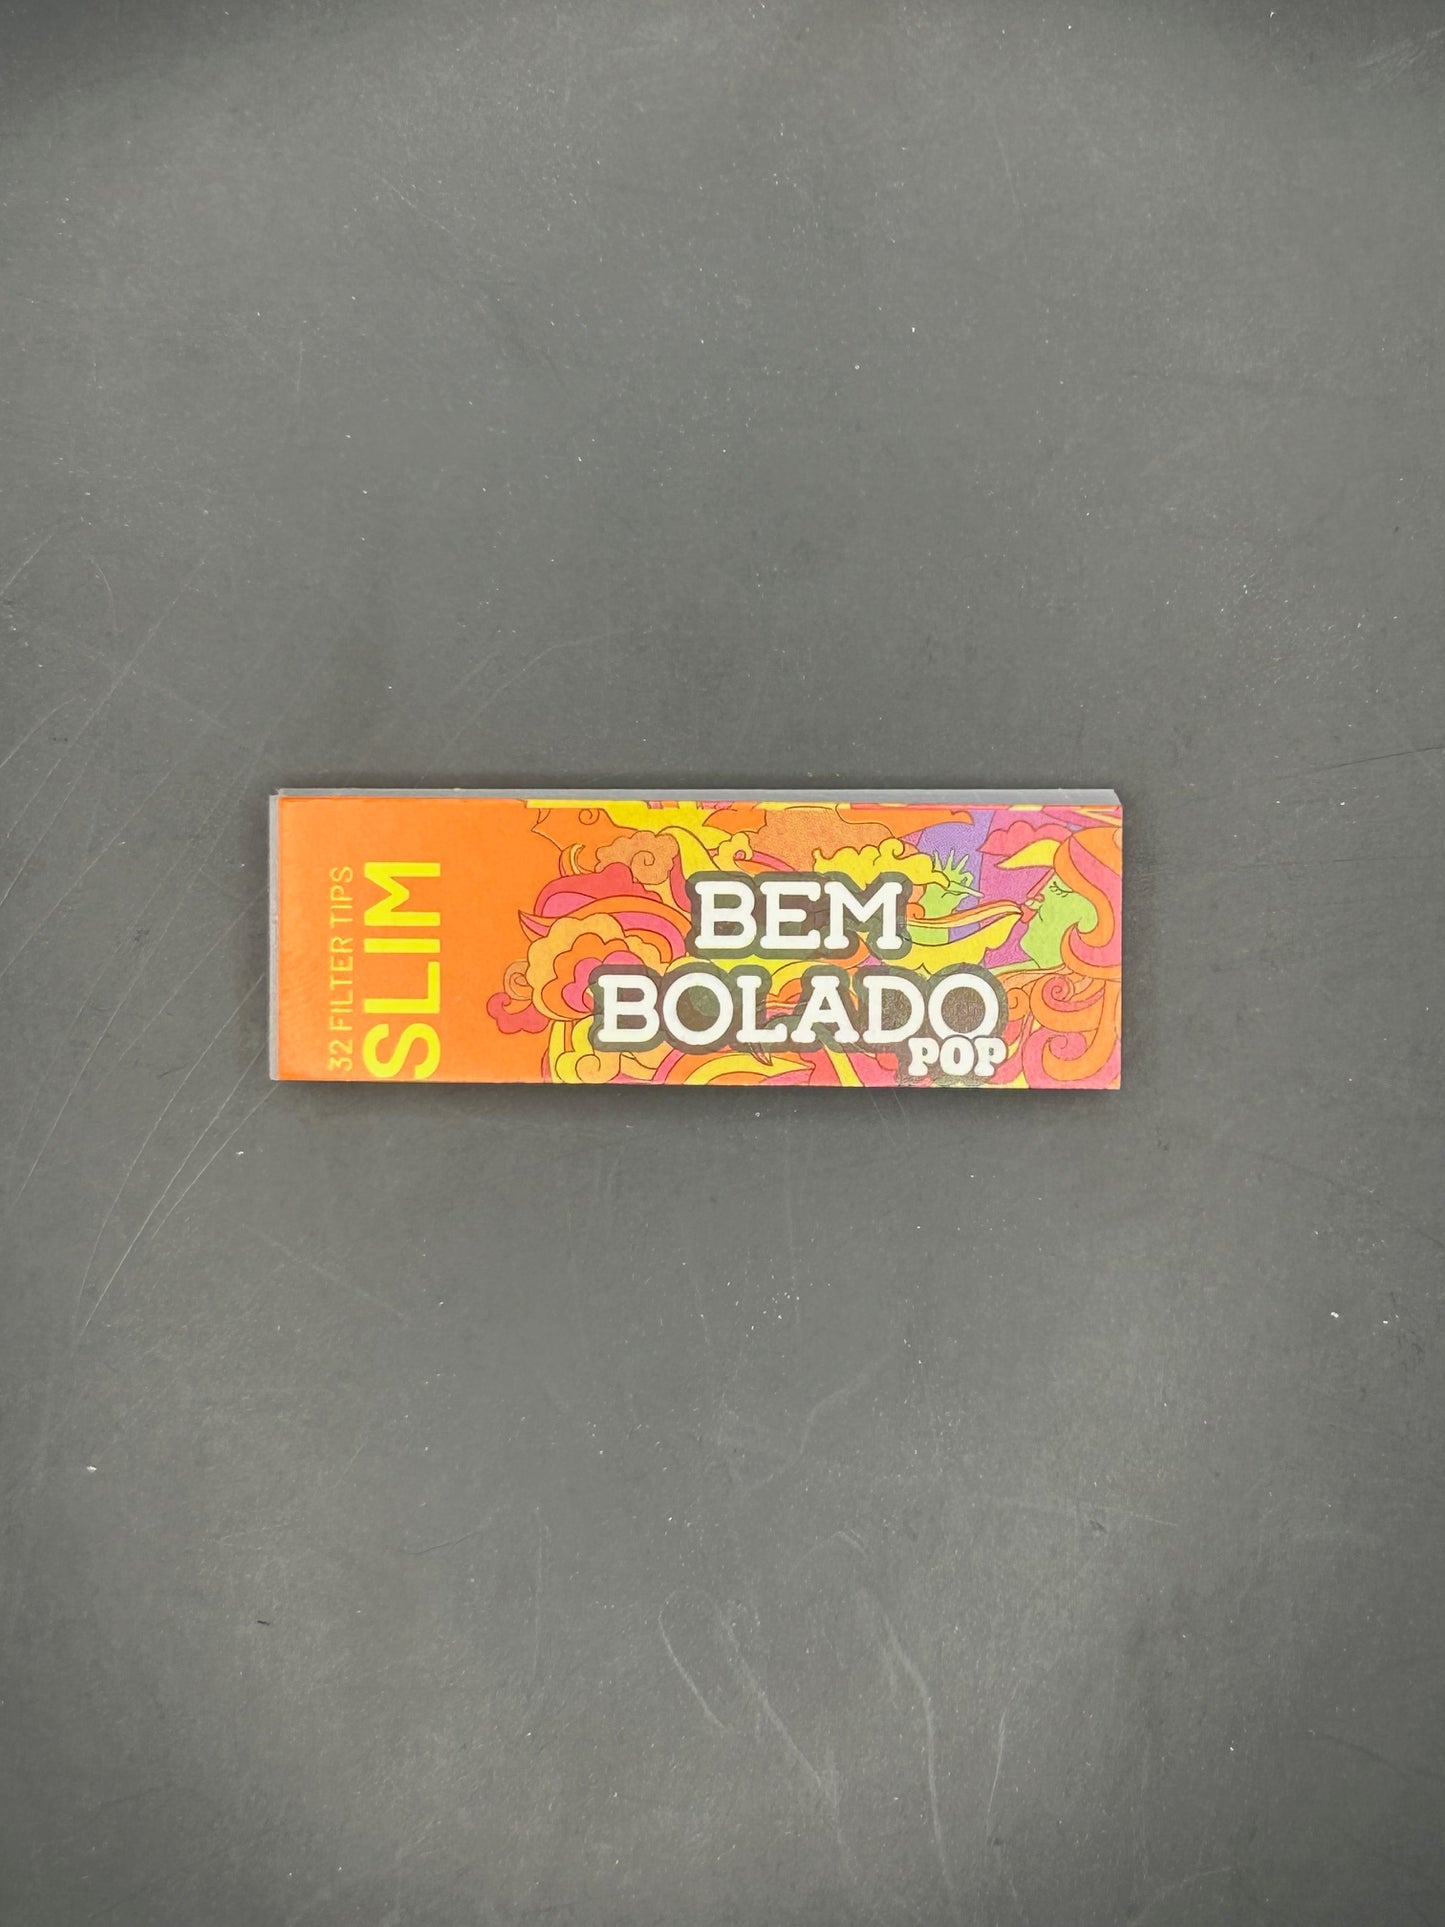 32 FILTER TIPS
SLIM
BEM
BOLADO
POP